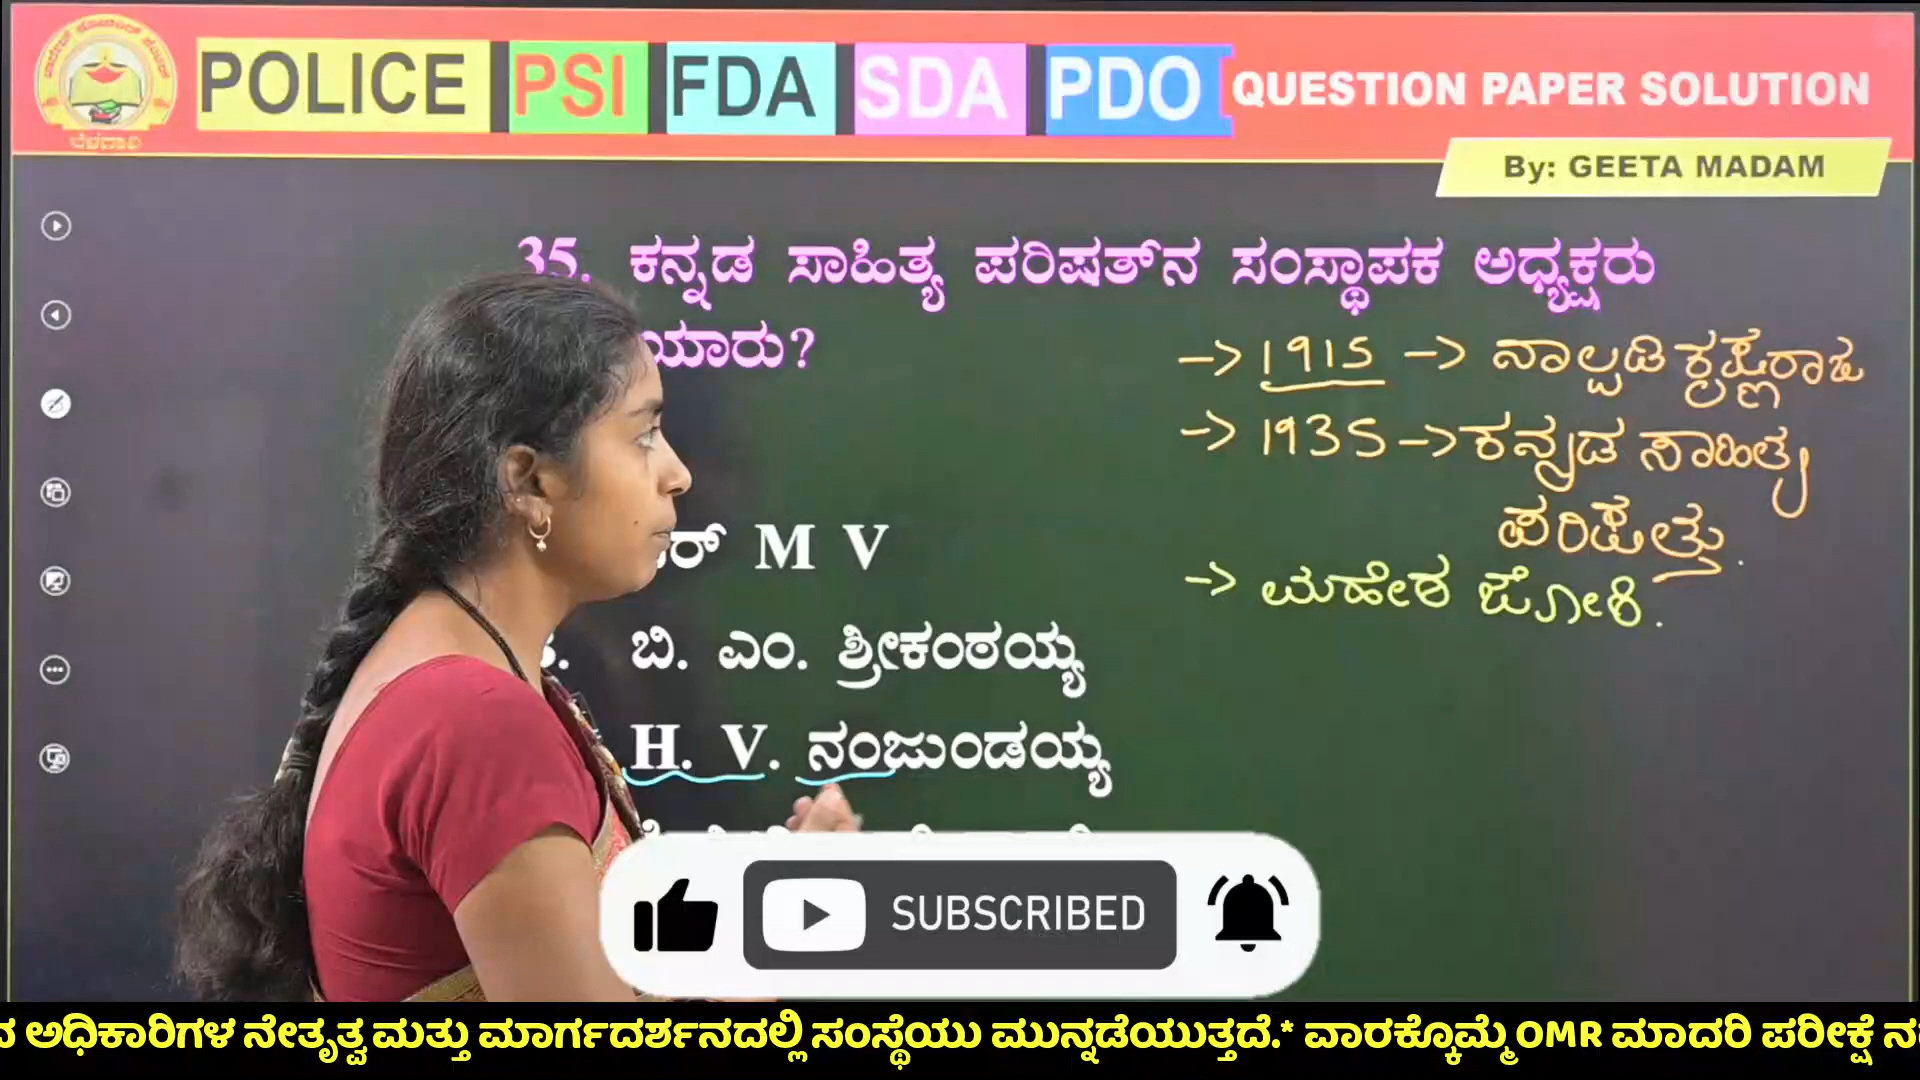 POLICE PSI FDA SDA PDO QUESTION PAPER SOLUTION
ಬೆಳಗಾವಿ
By: GEETA MADAM
35. ಕನ್ನಡ ಸಾಹಿತ್ಯ ಪರಿಷತ್‌ನ ಸಂಸ್ಥಾಪಕ ಅಧ್ಯಕ್ಷರು
ಯಾರು?
-> 1915 -> ನಾಲ್ವಡಿ ಕೃಷ್ಣರಾಜ
-> 1935 -> ಕನ್ನಡ ಸಾಹಿತ್ಯ
ಪರಿಷತ್ತು.
M V
-> ಮಹೇಶ ಜೋಶಿ.
ಬಿ. ಎಂ. ಶ್ರೀಕಂಠಯ್ಯ
H. V. ನಂಜುಂಡಯ್ಯ
SUBSCRIBED
ಅಧಿಕಾರಿಗಳ ನೇತೃತ್ವ ಮತ್ತು ಮಾರ್ಗದರ್ಶನದಲ್ಲಿ ಸಂಸ್ಥೆಯು ಮುನ್ನಡೆಯುತ್ತದೆ.* ವಾರಕ್ಕೊಮ್ಮೆ OMR ಮಾದರಿ ಪರೀಕ್ಷೆ